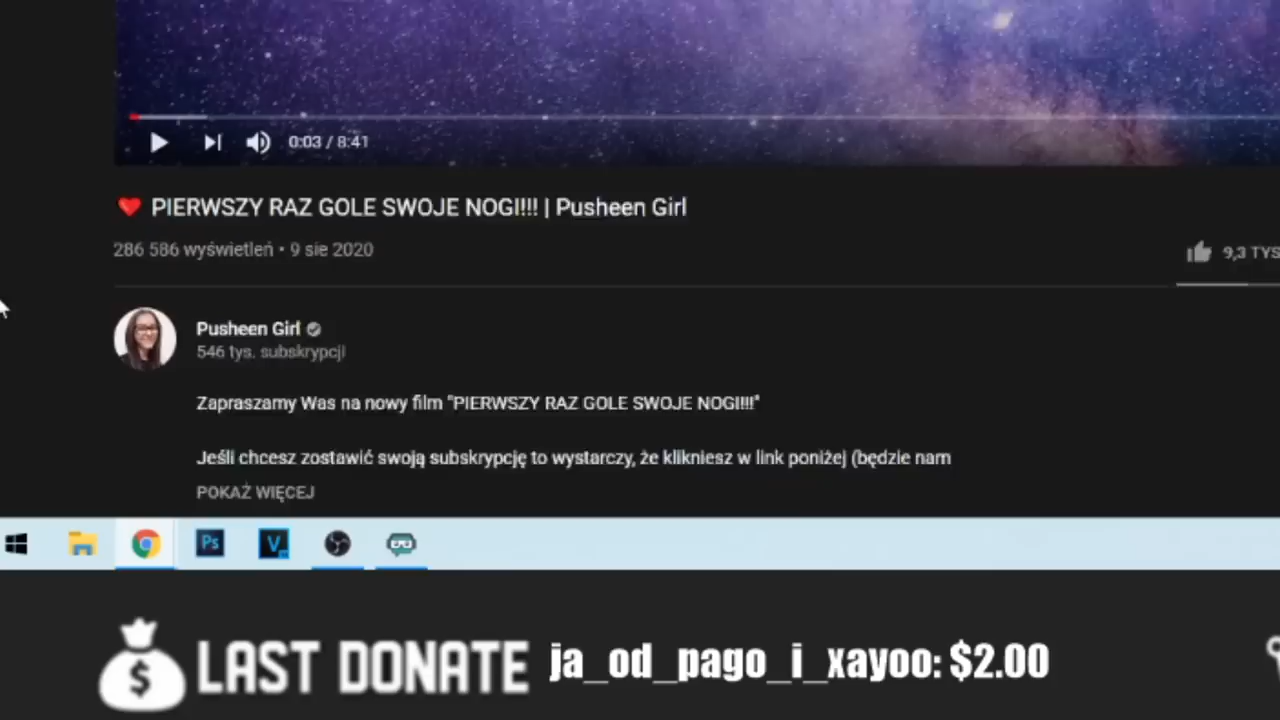 0:03 / 8:41
❤ PIERWSZY RAZ GOLE SWOJE NOGI!!! | Pusheen Girl
286 586 wyświetleń • 9 sie 2020
9,3 TYS
Pusheen Girl
546 tys. subskrypcji
Zapraszamy Was na nowy film "PIERWSZY RAZ GOLE SWOJE NOGI!!!"
Jeśli chcesz zostawić swoją subskrypcję to wystarczy, że klikniesz w link poniżej (będzie nam
POKAŻ WIĘCEJ
Ps
V
$ LAST DONATE ja_od_pago_i_xayoo: $2.00